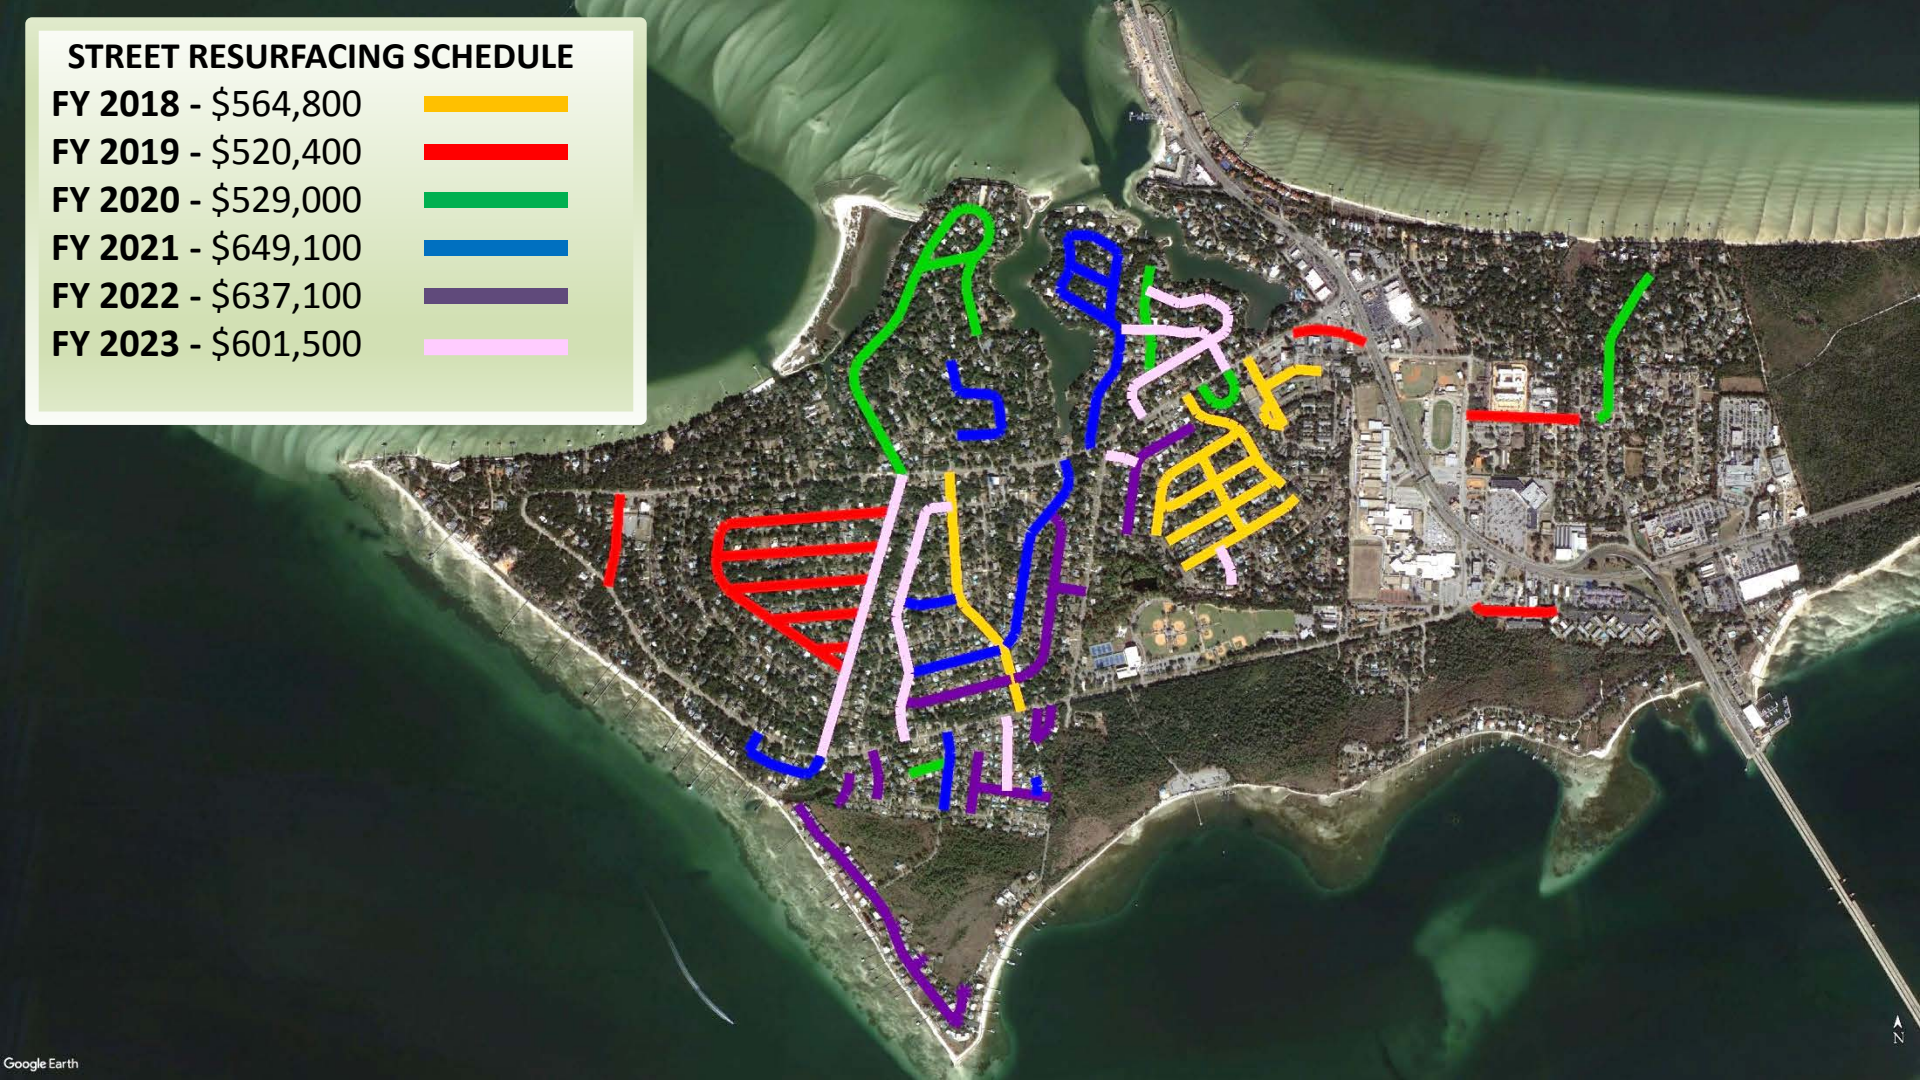 STREET RESURFACING SCHEDULE
FY 2018 - $564,800
FY 2019 - $520,400
FY 2020 - $529,000
FY 2021 - $649,100
FY 2022 - $637,100
FY 2023 - $601,500
N
Google Earth